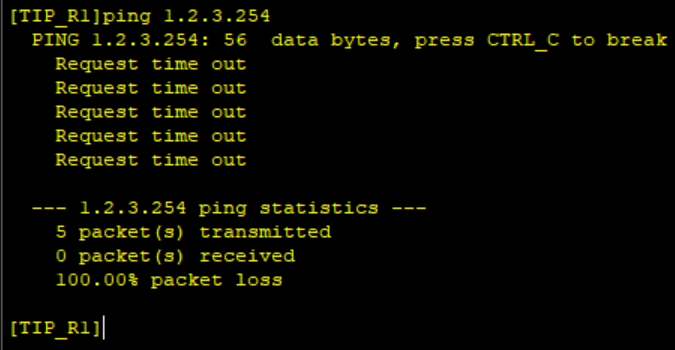 [TIP_R1]ping 1.2.3.254
PING 1.2.3.254: 56  data bytes, press CTRL_C to break
Request time out
Request time out
Request time out
Request time out
Request time out
--- 1.2.3.254 ping statistics ---
5 packet(s) transmitted
0 packet(s) received
100.00% packet loss
[TIP_R1]